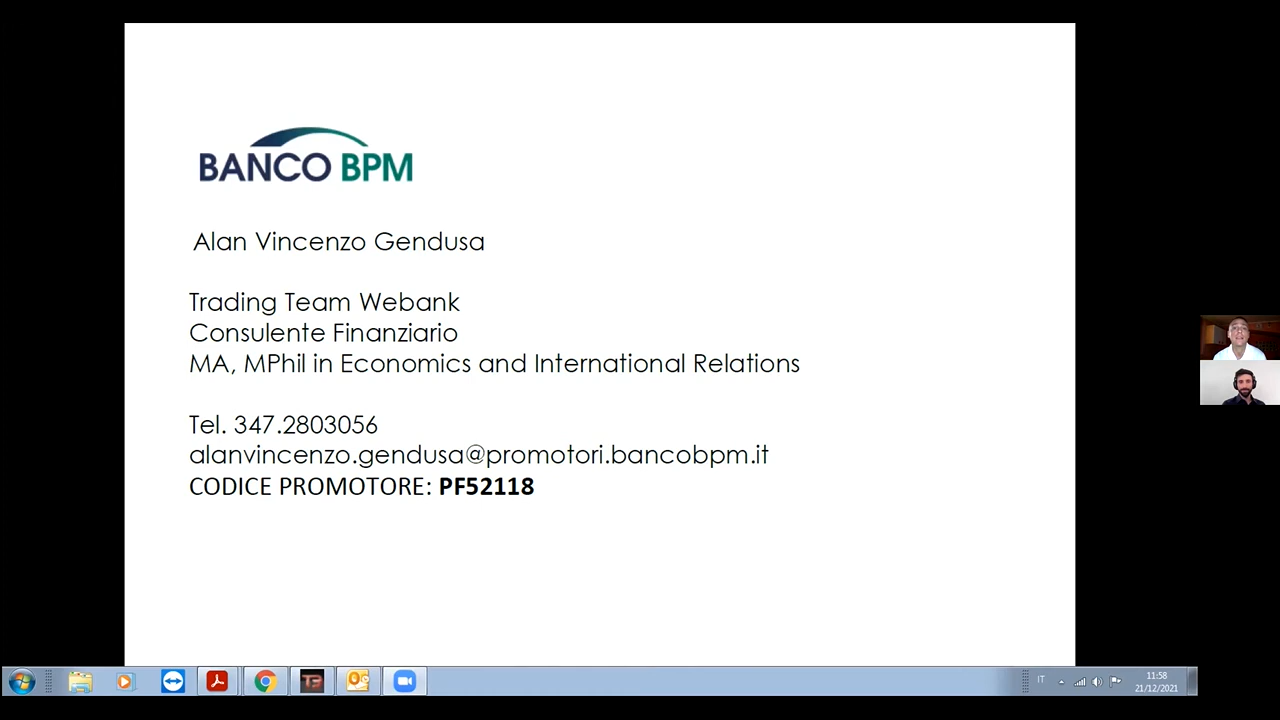 BANCO BPM
Alan Vincenzo Gendusa
Trading Team Webank
Consulente Finanziario
MA, MPhil in Economics and International Relations
Tel. 347.2803056
alanvincenzo.gendusa@promotori.bancobpm.it
CODICE PROMOTORE: PF52118
IT
11:58
21/12/2021